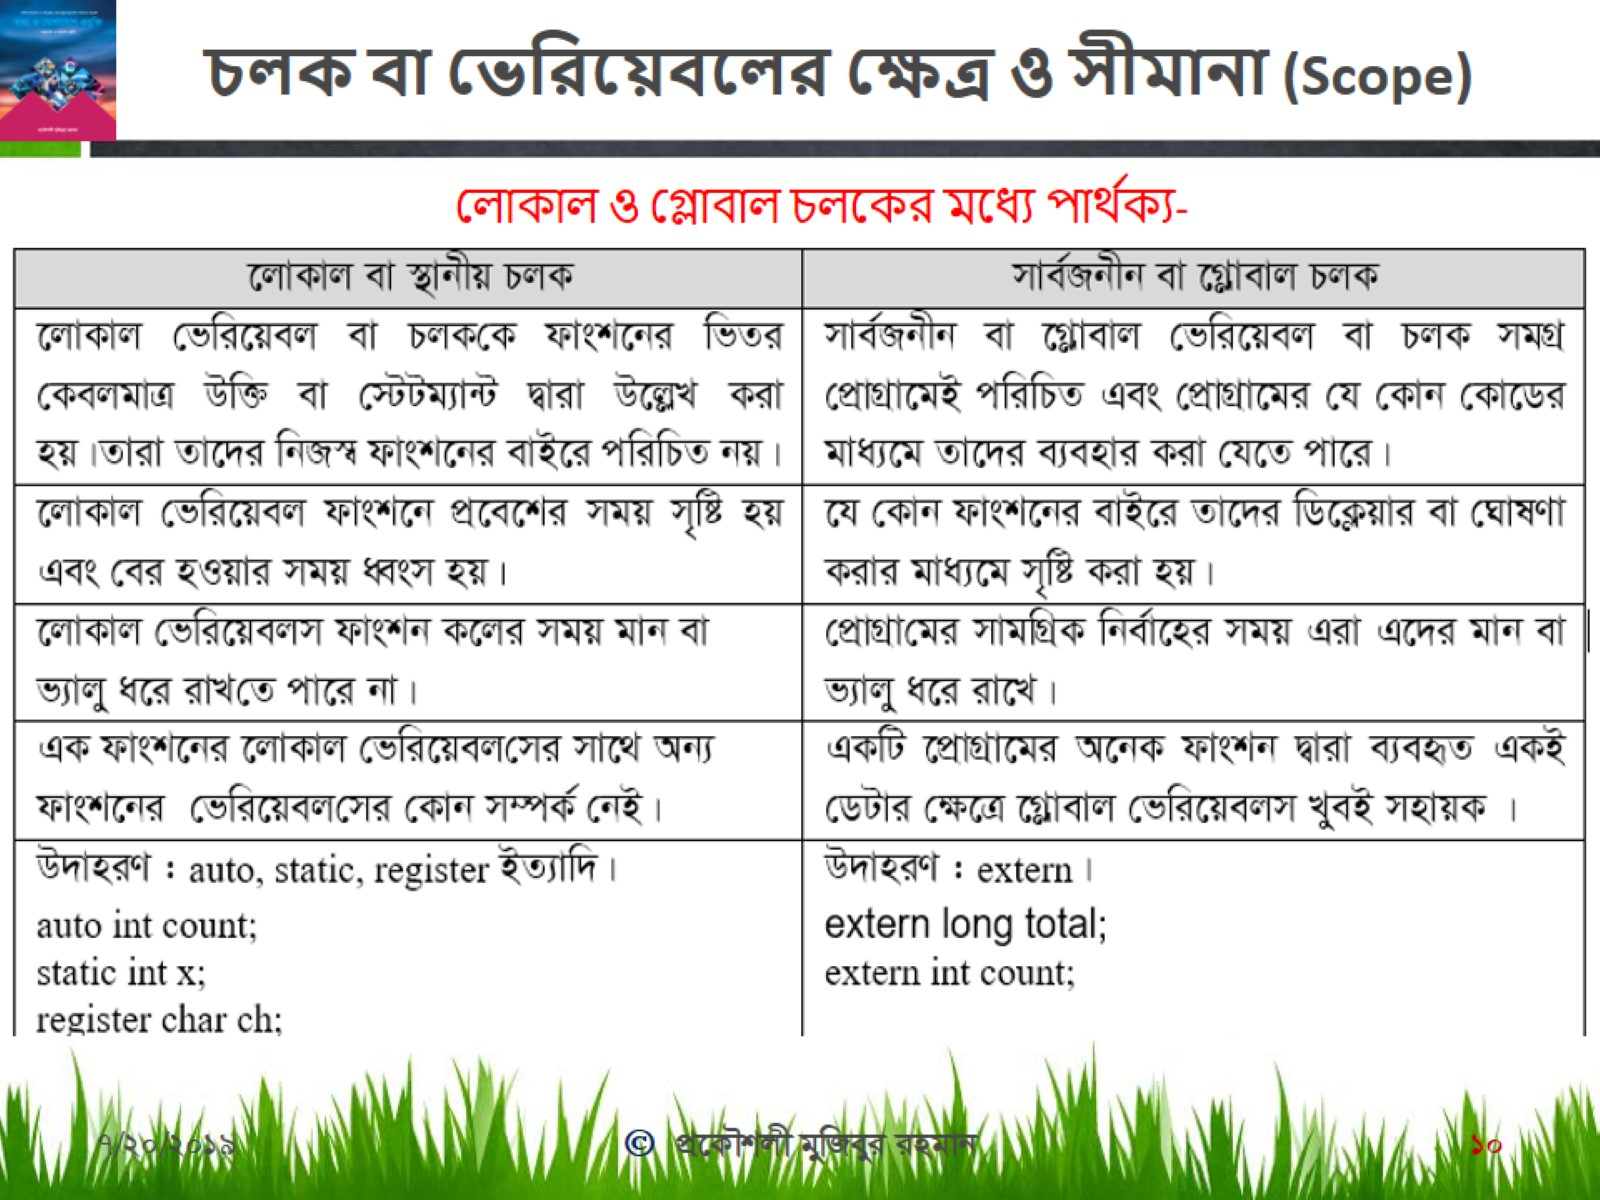 চলক বা ভেরিয়েবলের ক্ষেত্র ও সীমানা (Scope)
লোকাল ও গ্লোবাল চলকের মধ্যে পার্থক্য-
লোকাল বা স্থানীয় চলক
সার্বজনীন বা গ্লোবাল চলক
লোকাল ভেরিয়েবল বা চলককে ফাংশনের ভিতর
কেবলমাত্র উক্তি বা স্টেটম্যান্ট দ্বারা উল্লেখ করা
হয়।তারা তাদের নিজস্ব ফাংশনের বাইরে পরিচিত নয়।
সার্বজনীন বা গ্লোবাল ভেরিয়েবল বা চলক সমগ্র
প্রোগ্রামেই পরিচিত এবং প্রোগ্রামের যে কোন কোডের
মাধ্যমে তাদের ব্যবহার করা যেতে পারে।
লোকাল ভেরিয়েবল ফাংশনে প্রবেশের সময় সৃষ্টি হয়
এবং বের হওয়ার সময় ধ্বংস হয়।
যে কোন ফাংশনের বাইরে তাদের ডিক্লেয়ার বা ঘোষণা
করার মাধ্যমে সৃষ্টি করা হয়।
লোকাল ভেরিয়েবলস ফাংশন কলের সময় মান বা
ভ্যালু ধরে রাখতে পারে না।
প্রোগ্রামের সামগ্রিক নির্বাহের সময় এরা এদের মান বা
ভ্যালু ধরে রাখে।
এক ফাংশনের লোকাল ভেরিয়েবলসের সাথে অন্য
ফাংশনের ভেরিয়েবলসের কোন সম্পর্ক নেই।
একটি প্রোগ্রামের অনেক ফাংশন দ্বারা ব্যবহৃত একই
ডেটার ক্ষেত্রে গ্লোবাল ভেরিয়েবলস খুবই সহায়ক ।
উদাহরণ : auto, static, register ইত্যাদি।
auto int count;
static int x;
register char ch;
উদাহরণ : extern।
extern long total;
extern int count;
৭/২০/২০১৯
© প্রকৌশলী মুজিবুর রহমান
১০